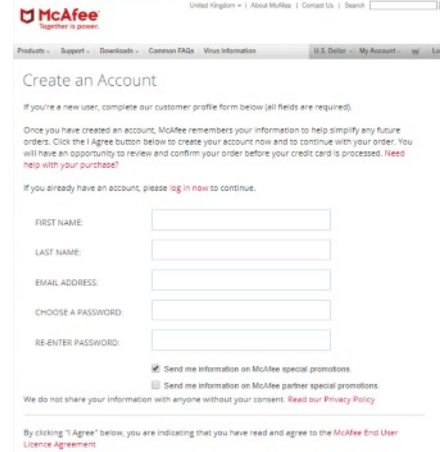 United Kingdom | About McAfee | Contact Us | Search
McAfee
Together is power.
Products Support Downloads Common FAQs Virus Information U.S. Dollar My Account
Create an Account
If you're a new user, complete our customer profile form below (all fields are required).
Once you have created an account, McAfee remembers your information to help simplify any future
orders. Click the I Agree button below to create your account now and to continue with your order. You
will have an opportunity to review and confirm your order before your credit card is processed. Need
help with your purchase?
If you already have an account, please log in now to continue.
FIRST NAME:
LAST NAME:
EMAIL ADDRESS:
CHOOSE A PASSWORD:
RE-ENTER PASSWORD:
Send me information on McAfee special promotions.
Send me information on McAfee partner special promotions.
We do not share your information with anyone without your consent. Read our Privacy Policy
By clicking "I Agree" below, you are indicating that you have read and agree to the McAfee End User
Licence Agreement